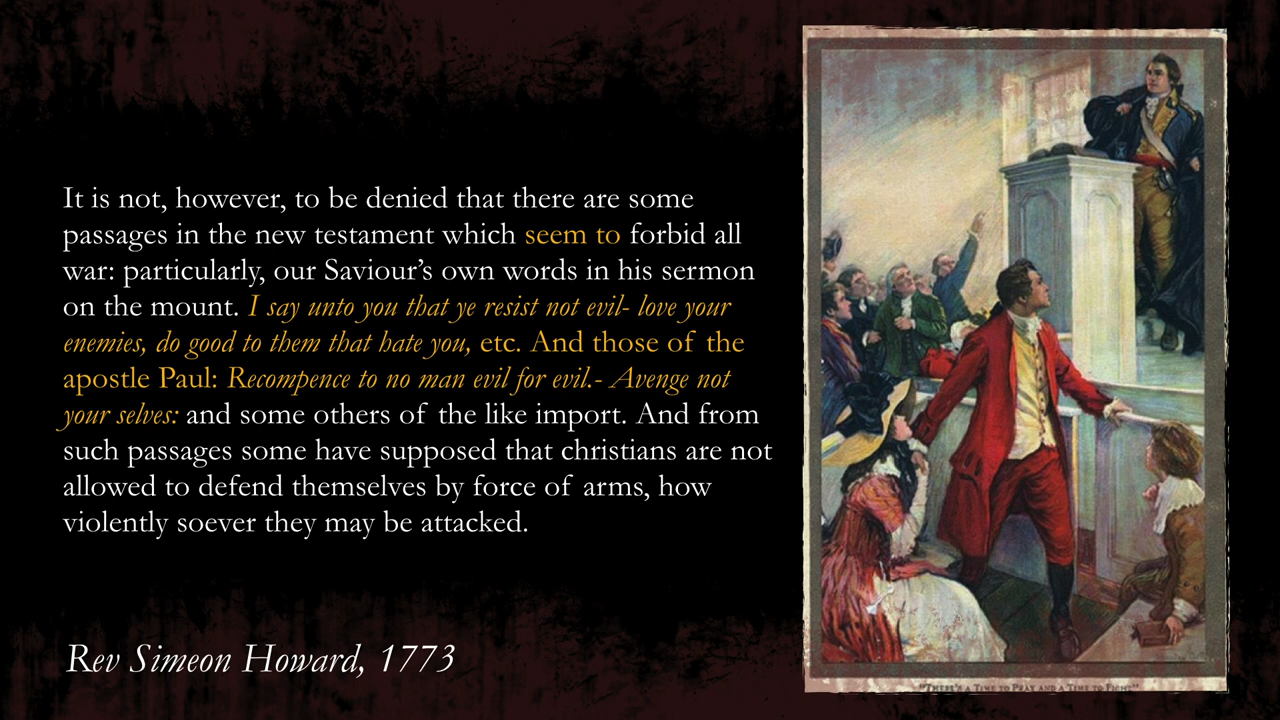 It is not, however, to be denied that there are some
passages in the new testament which seem to forbid all
war: particularly, our Saviour’s own words in his sermon
on the mount. I say unto you that ye resist not evil- love your
enemies, do good to them that hate you, etc. And those of the
apostle Paul: Recompence to no man evil for evil.- Avenge not
your selves: and some others of the like import. And from
such passages some have supposed that christians are not
allowed to defend themselves by force of arms, how
violently soever they may be attacked.
Rev Simeon Howard, 1773
"THERE'S A TIME TO PRAY AND A TIME TO FIGHT"